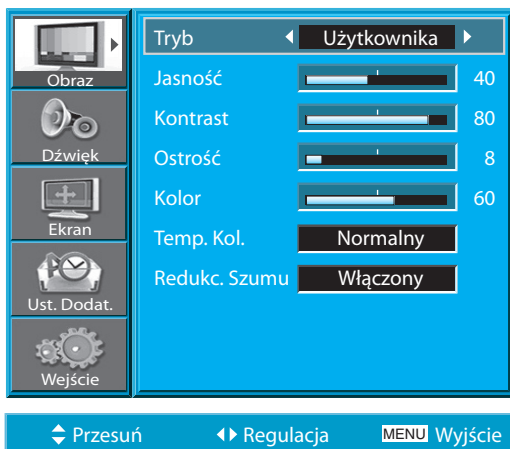 Obraz
Dźwięk
Ekran
Ust. Dodat.
Wejście
Tryb Użytkownika
Jasność 40
Kontrast 80
Ostrość 8
Kolor 60
Temp. Kol. Normalny
Redukc. Szumu Włączony
Przesuń Regulacja MENU Wyjście